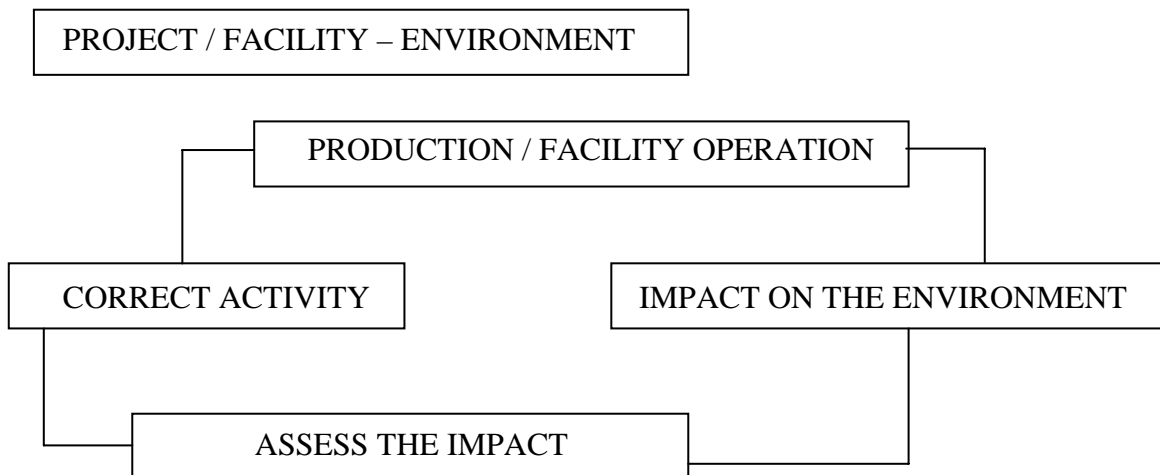 PROJECT / FACILITY – ENVIRONMENT
PRODUCTION / FACILITY OPERATION
CORRECT ACTIVITY
IMPACT ON THE ENVIRONMENT
ASSESS THE IMPACT